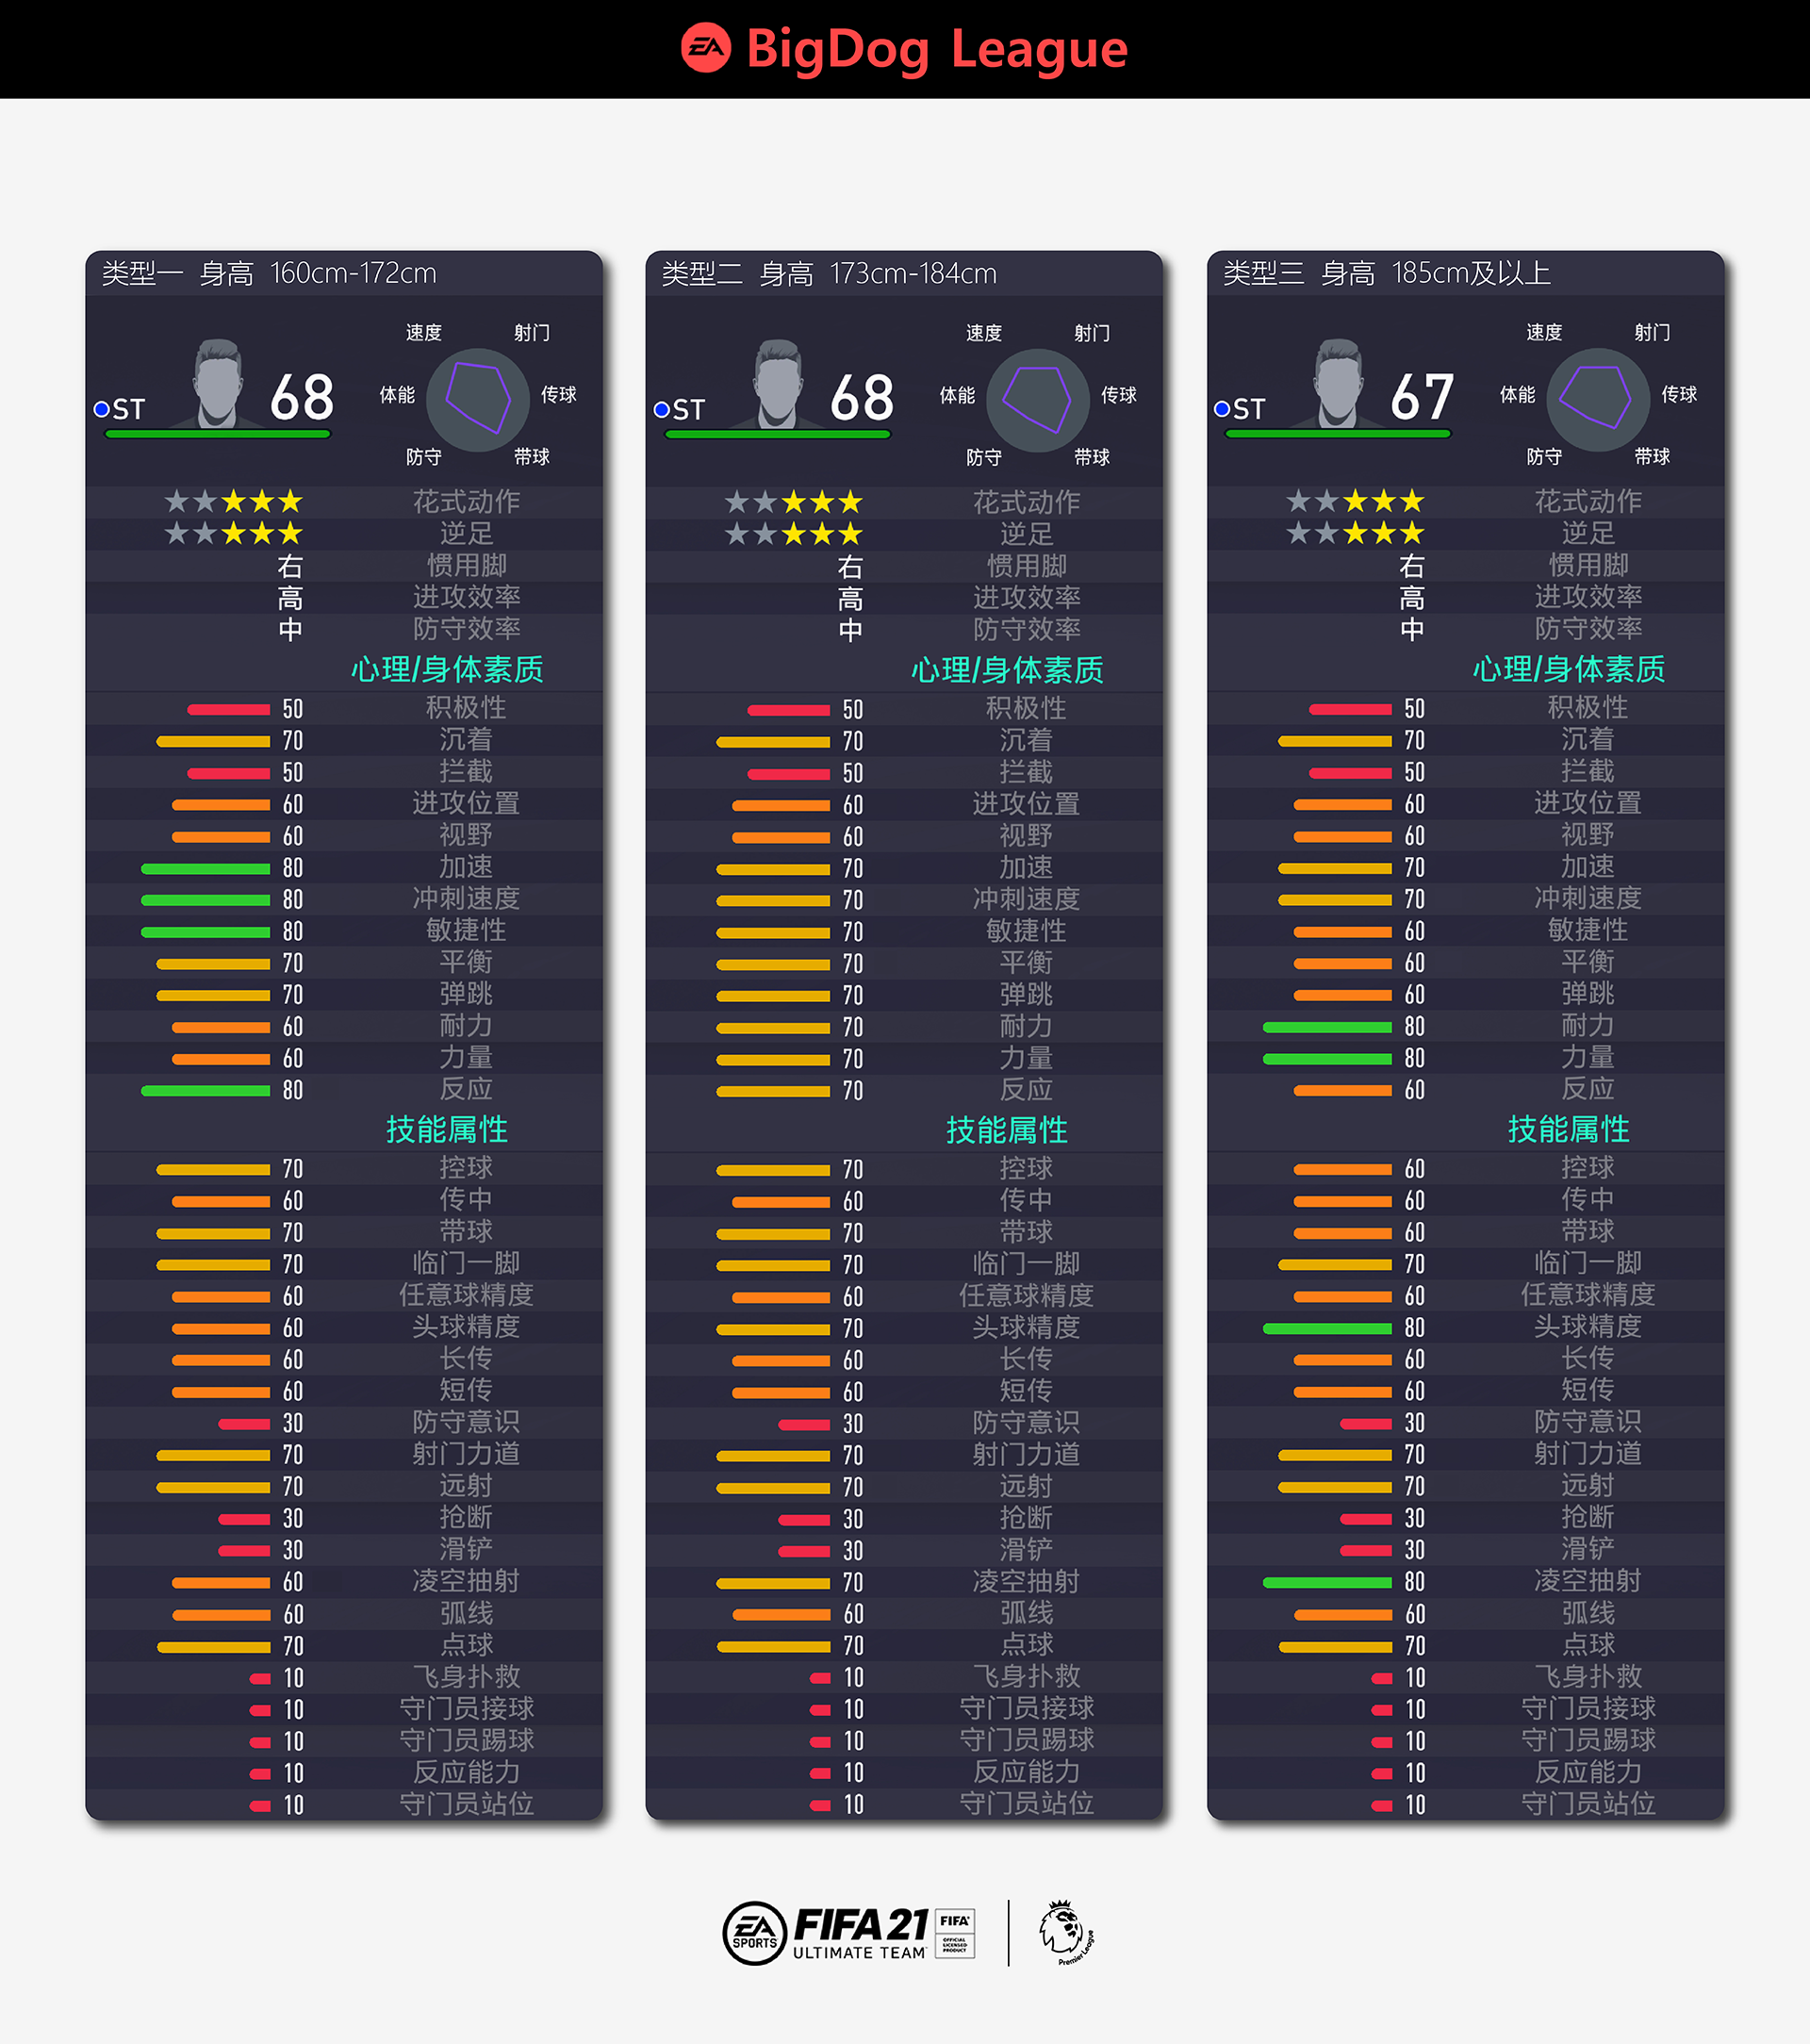 EA BigDog League
类型一 身高 160cm-172cm
速度 射门
体能 传球
ST 68
防守 带球
花式动作
逆足
右 惯用脚
高 进攻效率
中 防守效率
心理/身体素质
50 积极性
70 沉着
50 拦截
60 进攻位置
60 视野
80 加速
80 冲刺速度
80 敏捷性
70 平衡
70 弹跳
60 耐力
60 力量
80 反应
技能属性
70 控球
60 传中
70 带球
70 临门一脚
60 任意球精度
60 头球精度
60 长传
60 短传
30 防守意识
70 射门力道
70 远射
30 抢断
30 滑铲
60 凌空抽射
60 弧线
70 点球
10 飞身扑救
10 守门员接球
10 守门员踢球
10 反应能力
10 守门员站位
类型二 身高 173cm-184cm
速度 射门
体能 传球
ST 68
防守 带球
花式动作
逆足
右 惯用脚
高 进攻效率
中 防守效率
心理/身体素质
50 积极性
70 沉着
50 拦截
60 进攻位置
60 视野
70 加速
70 冲刺速度
70 敏捷性
70 平衡
70 弹跳
70 耐力
70 力量
70 反应
技能属性
70 控球
60 传中
70 带球
70 临门一脚
60 任意球精度
70 头球精度
60 长传
60 短传
30 防守意识
70 射门力道
70 远射
30 抢断
30 滑铲
70 凌空抽射
60 弧线
70 点球
10 飞身扑救
10 守门员接球
10 守门员踢球
10 反应能力
10 守门员站位
类型三 身高 185cm及以上
速度 射门
体能 传球
ST 67
防守 带球
花式动作
逆足
右 惯用脚
高 进攻效率
中 防守效率
心理/身体素质
50 积极性
70 沉着
50 拦截
60 进攻位置
60 视野
70 加速
70 冲刺速度
60 敏捷性
60 平衡
60 弹跳
80 耐力
80 力量
60 反应
技能属性
60 控球
60 传中
60 带球
70 临门一脚
60 任意球精度
80 头球精度
60 长传
60 短传
30 防守意识
70 射门力道
70 远射
30 抢断
30 滑铲
80 凌空抽射
60 弧线
70 点球
10 飞身扑救
10 守门员接球
10 守门员踢球
10 反应能力
10 守门员站位
EA SPORTS
FIFA 21
ULTIMATE TEAM
FIFA
OFFICIAL
LICENSED
PRODUCT
Premier League